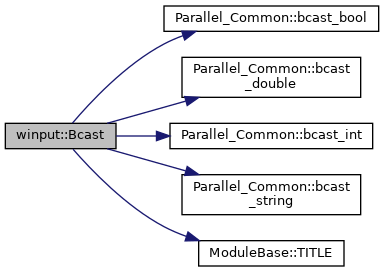 Parallel_Common::bcast_bool
Parallel_Common::bcast
_double
winput::Bcast
Parallel_Common::bcast_int
Parallel_Common::bcast
_string
ModuleBase::TITLE